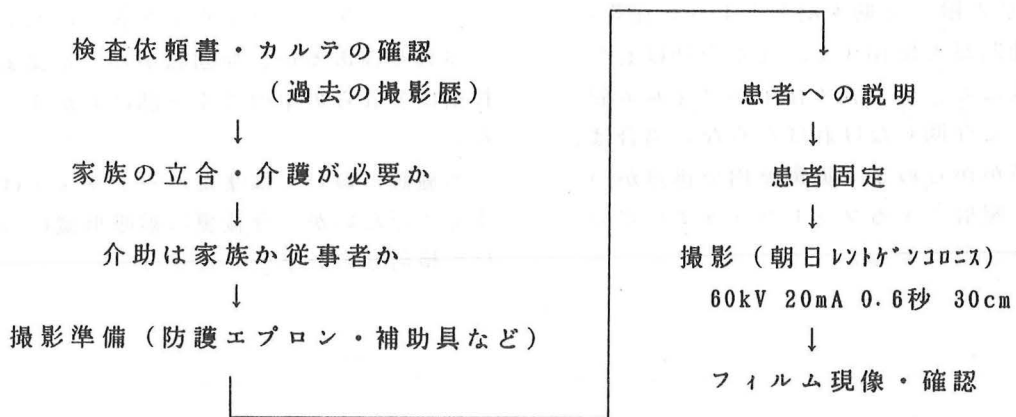 検査依頼書・カルテの確認
(過去の撮影歴)
↓
家族の立合・介護が必要か
↓
介助は家族か従事者か
↓
撮影準備(防護エプロン・補助具など)
患者への説明
↓
患者固定
↓
撮影(朝日ﾚﾝﾄｹﾞﾝｺﾛﾆｽ)
60kV 20mA 0.6秒 30cm
↓
フィルム現像・確認